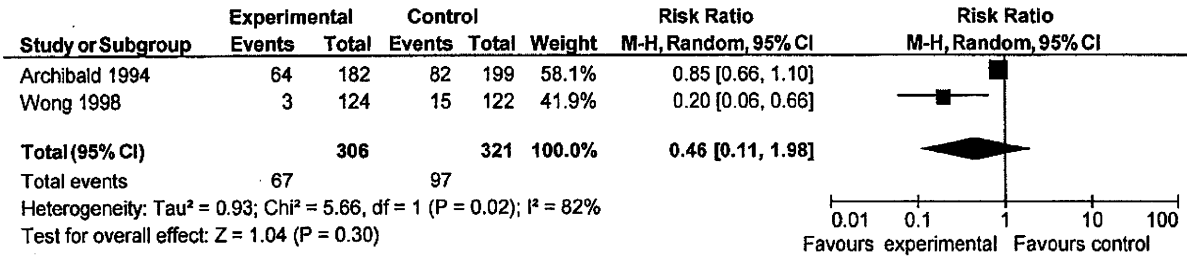 Experimental Control Risk Ratio Risk Ratio
Study or Subgroup Events Total Events Total Weight M-H, Random, 95% CI M-H, Random, 95% CI
Archibald 1994 64 182 82 199 58.1% 0.85 [0.66, 1.10]
Wong 1998 3 124 15 122 41.9% 0.20 [0.06, 0.66]
Total (95% CI) 306 321 100.0% 0.46 [0.11, 1.98]
Total events 67 97
Heterogeneity: Tau² = 0.93; Chi² = 5.66, df = 1 (P = 0.02); I² = 82%
Test for overall effect: Z = 1.04 (P = 0.30)
0.01 0.1 1 10 100
Favours experimental Favours control